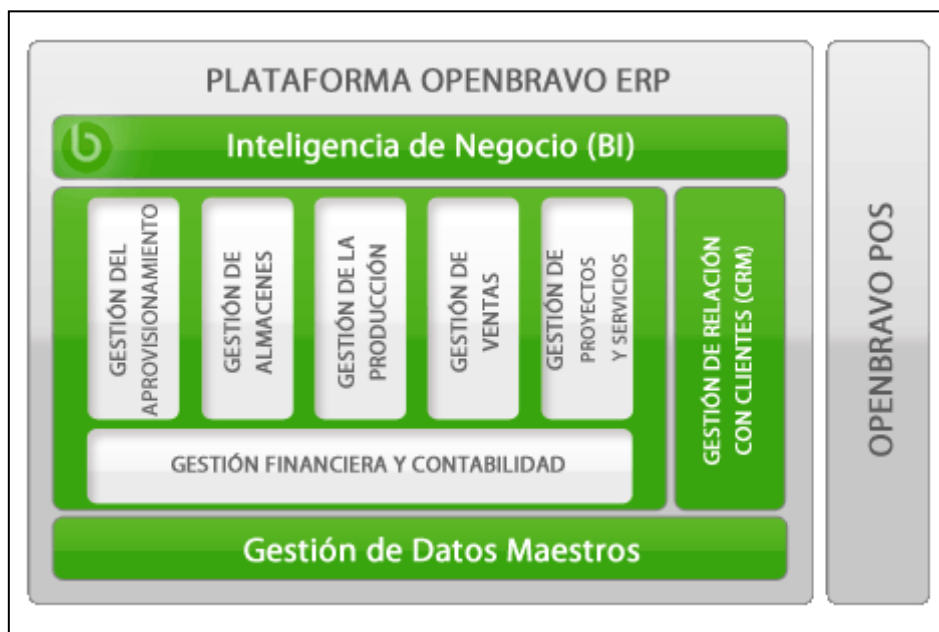 PLATAFORMA OPENBRAVO ERP
b
Inteligencia de Negocio (BI)
GESTIÓN DEL
APROVISIONAMIENTO
GESTIÓN DE
ALMACENES
GESTIÓN DE LA
PRODUCCIÓN
GESTIÓN DE
VENTAS
GESTIÓN DE
PROYECTOS
Y SERVICIOS
GESTIÓN FINANCIERA Y CONTABILIDAD
GESTIÓN DE RELACIÓN
CON CLIENTES (CRM)
Gestión de Datos Maestros
OPENBRAVO POS